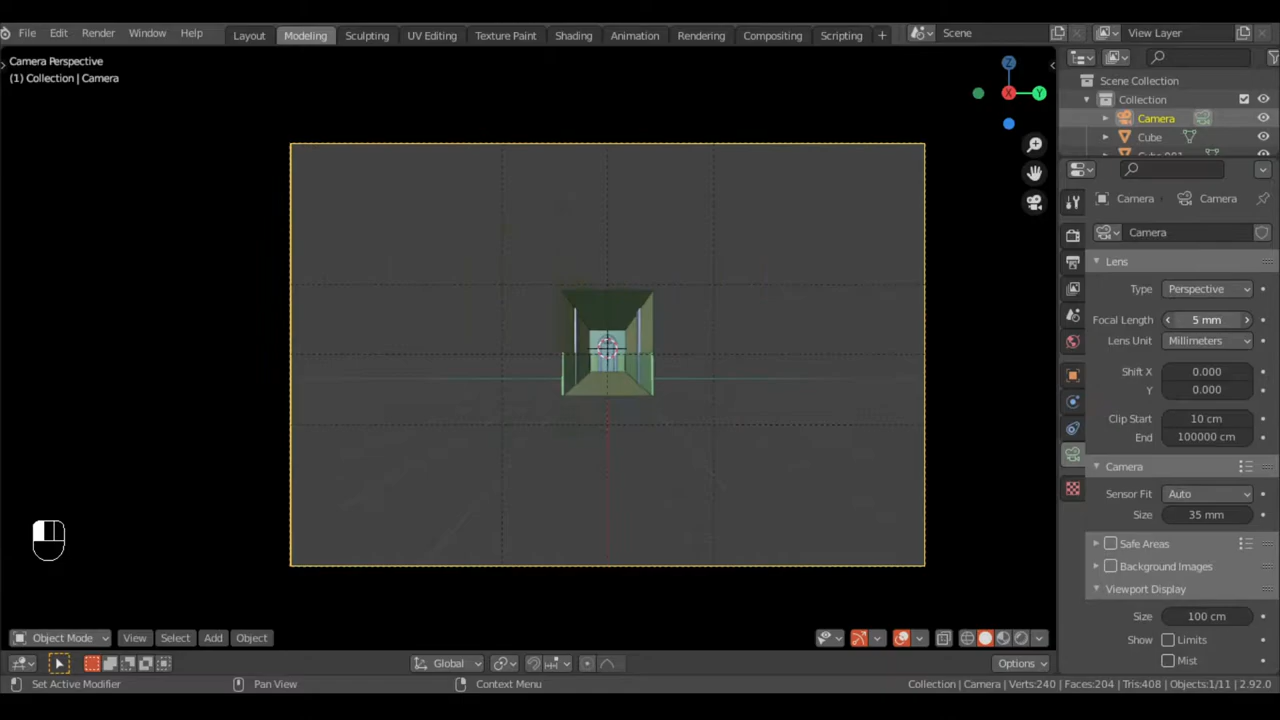 File Edit Render Window Help Layout Modeling Sculpting UV Editing Texture Paint Shading Animation Rendering Compositing Scripting + Scene View Layer
Camera Perspective
(1) Collection | Camera
Z
X Y
Scene Collection
Collection
Camera
Cube
Cube.001
Camera Camera
Camera
Lens
Type Perspective
Focal Length 5 mm
Lens Unit Millimeters
Shift X 0.000
Y 0.000
Clip Start 10 cm
End 100000 cm
Camera
Sensor Fit Auto
Size 35 mm
Safe Areas
Background Images
Viewport Display
Size 100 cm
Show Limits
Mist
Object Mode View Select Add Object
Global Options
Set Active Modifier Pan View Context Menu Collection | Camera | Verts:240 | Faces:204 | Tris:408 | Objects:1/11 | 2.92.0